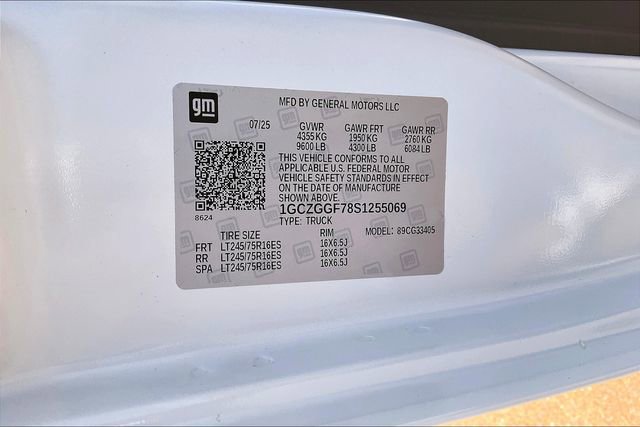 gm
MFD BY GENERAL MOTORS LLC
07/25 GVWR GAWR FRT GAWR RR
4355 KG 1950 KG 2760 KG
9600 LB 4300 LB 6084 LB
THIS VEHICLE CONFORMS TO ALL
APPLICABLE U.S. FEDERAL MOTOR
VEHICLE SAFETY STANDARDS IN EFFECT
ON THE DATE OF MANUFACTURE
SHOWN ABOVE.
8624
1GCZGGF78S1255069
TYPE: TRUCK
MODEL: 89CG33405
TIRE SIZE RIM
FRT LT245/75R16ES 16X6.5J
RR LT245/75R16ES 16X6.5J
SPA LT245/75R16ES 16X6.5J